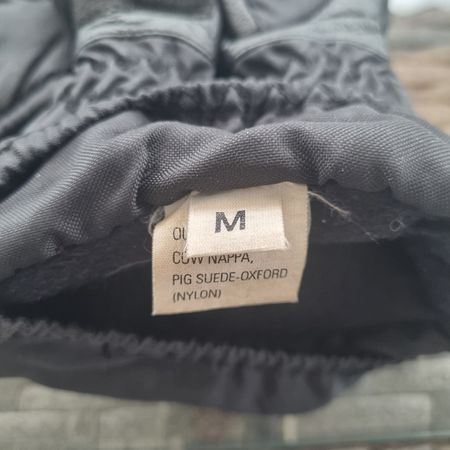 M
COW NAPPA,
PIG SUEDE-OXFORD
(NYLON)